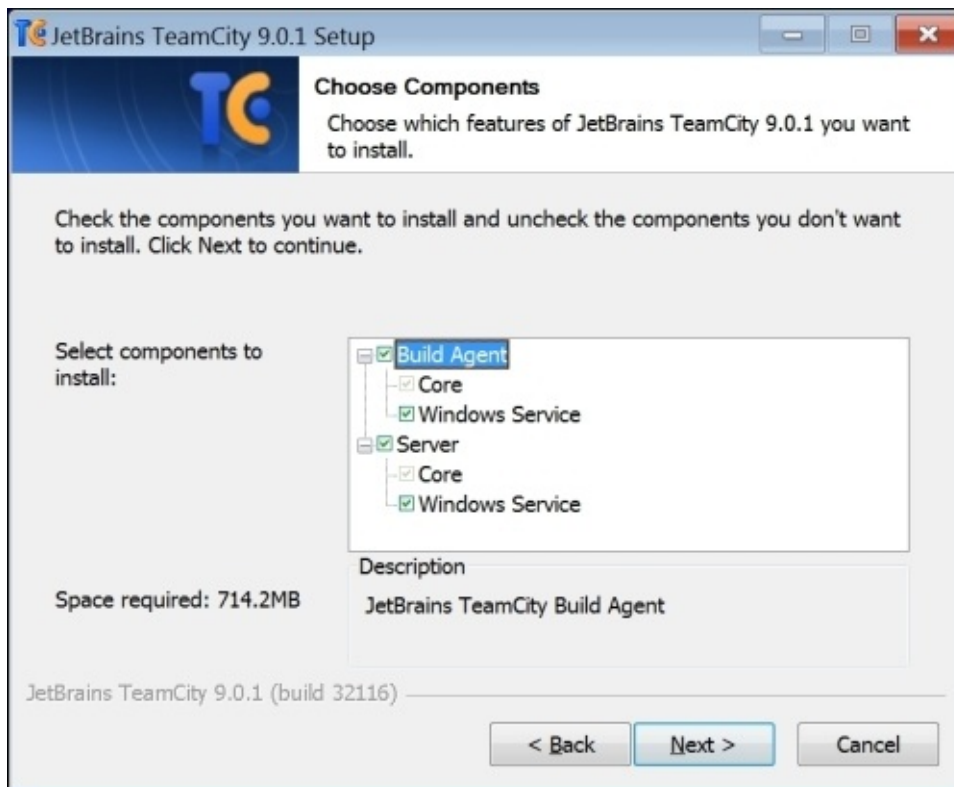 TC JetBrains TeamCity 9.0.1 Setup
TC
Choose Components
Choose which features of JetBrains TeamCity 9.0.1 you want
to install.
Check the components you want to install and uncheck the components you don't want
to install. Click Next to continue.
Select components to
install:
Build Agent
Core
Windows Service
Server
Core
Windows Service
Space required: 714.2MB
Description
JetBrains TeamCity Build Agent
JetBrains TeamCity 9.0.1 (build 32116)
< Back
Next >
Cancel